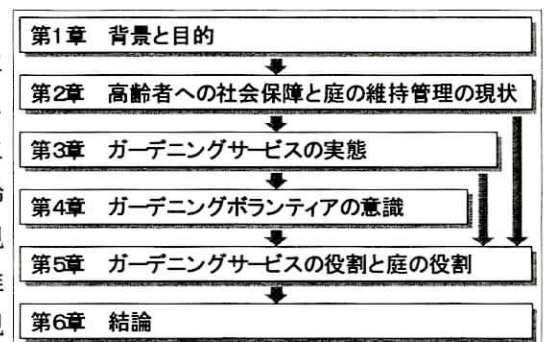 第1章 背景と目的
第2章 高齢者への社会保障と庭の維持管理の現状
第3章 ガーデニングサービスの実態
第4章 ガーデニングボランティアの意識
第5章 ガーデニングサービスの役割と庭の役割
第6章 結論